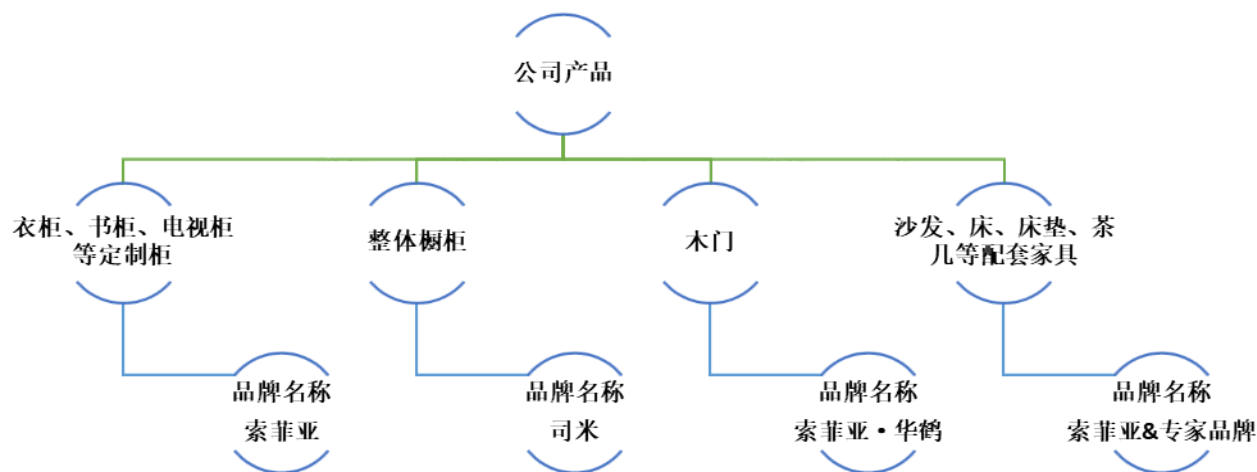 公司产品
衣柜、书柜、电视柜
等定制柜
整体橱柜
木门
沙发、床、床垫、茶
几等配套家具
品牌名称
索菲亚
品牌名称
司米
品牌名称
索菲亚·华鹤
品牌名称
索菲亚&专家品牌